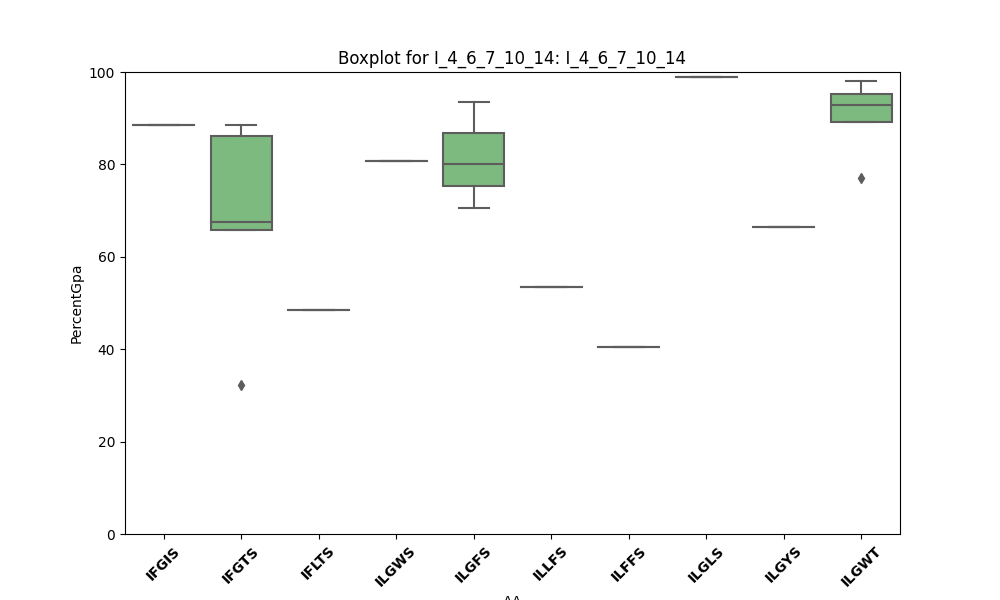 Boxplot for I_4_6_7_10_14: I_4_6_7_10_14
100
80
60
40
20
0
PercentGpa
IFGIS
IFGTS
IFLTS
ILGWS
ILGFS
ILLFS
ILFFS
ILGLS
ILGYS
ILGWT
AA